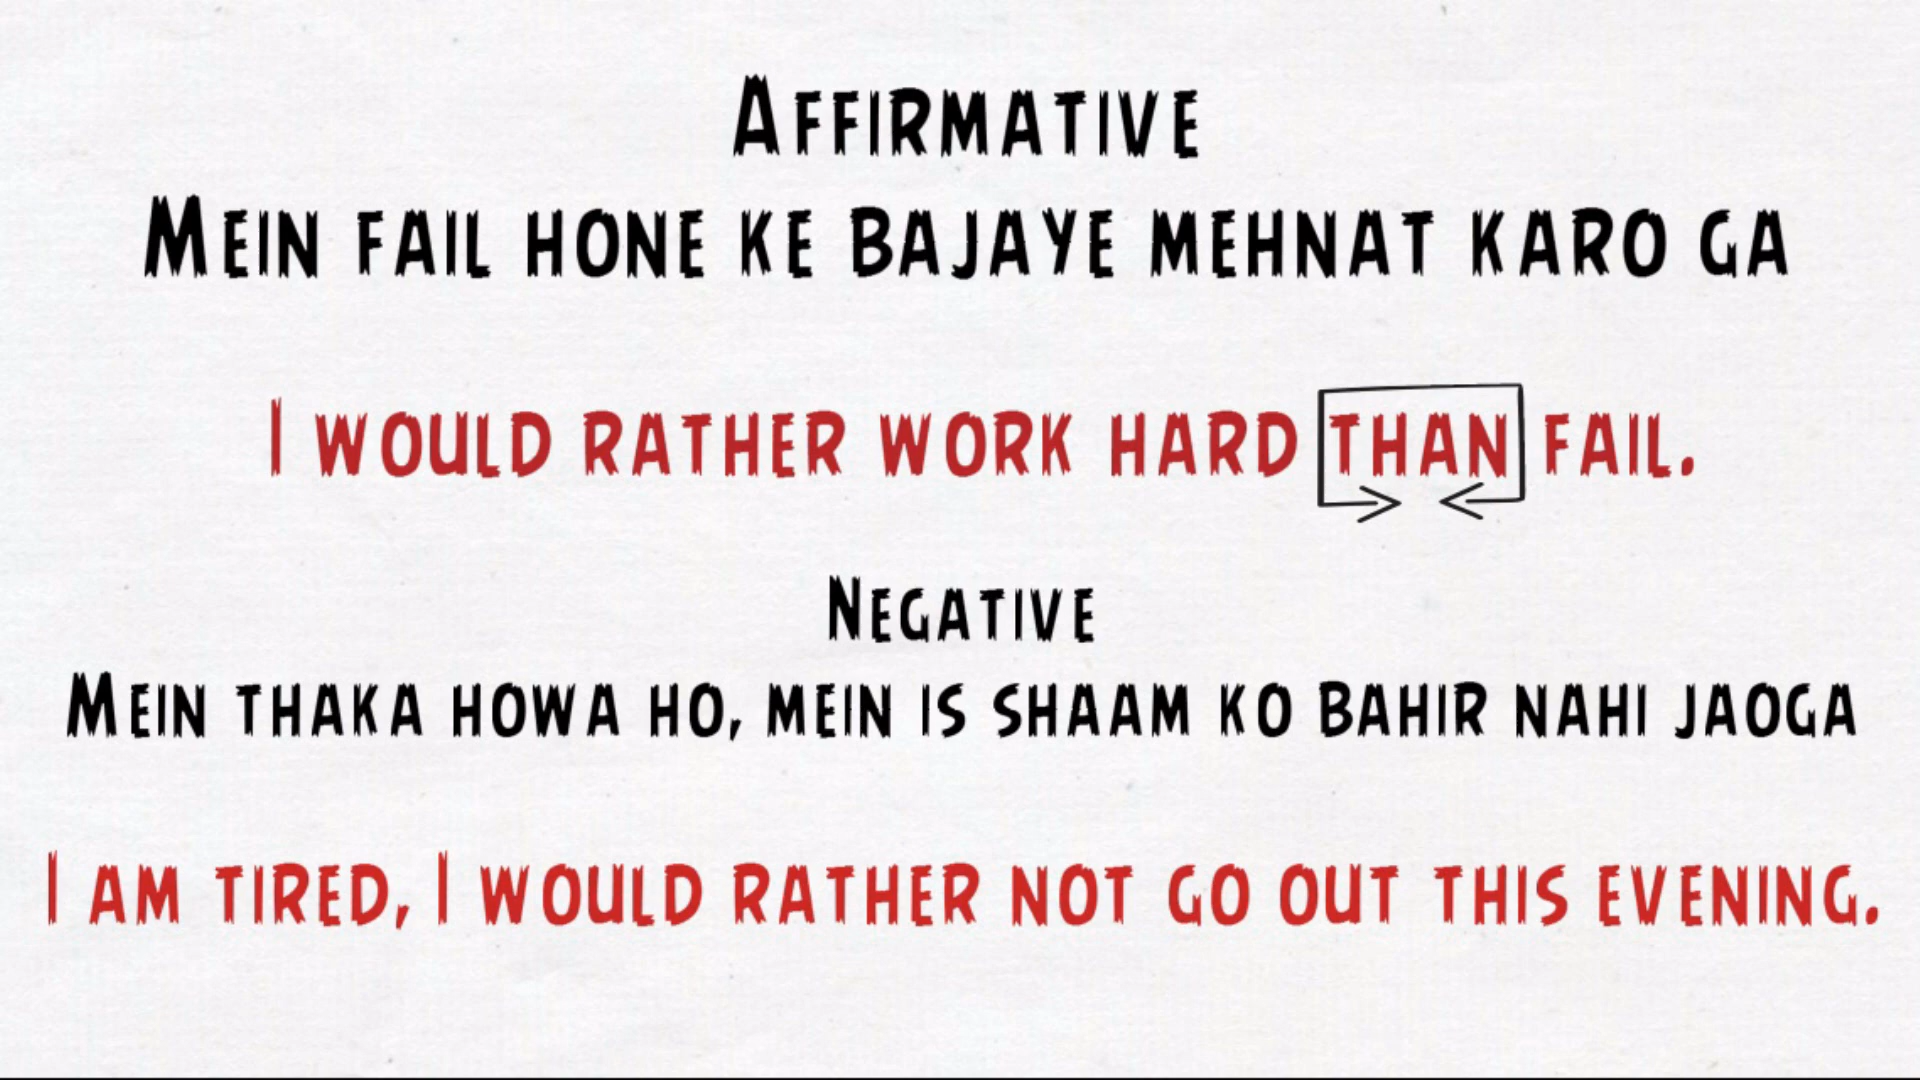 Affirmative
Mein fail hone ke bajaye mehnat karo ga
I would rather work hard than fail.
Negative
Mein thaka howa ho, mein is shaam ko bahir nahi jaoga
I am tired, I would rather not go out this evening.